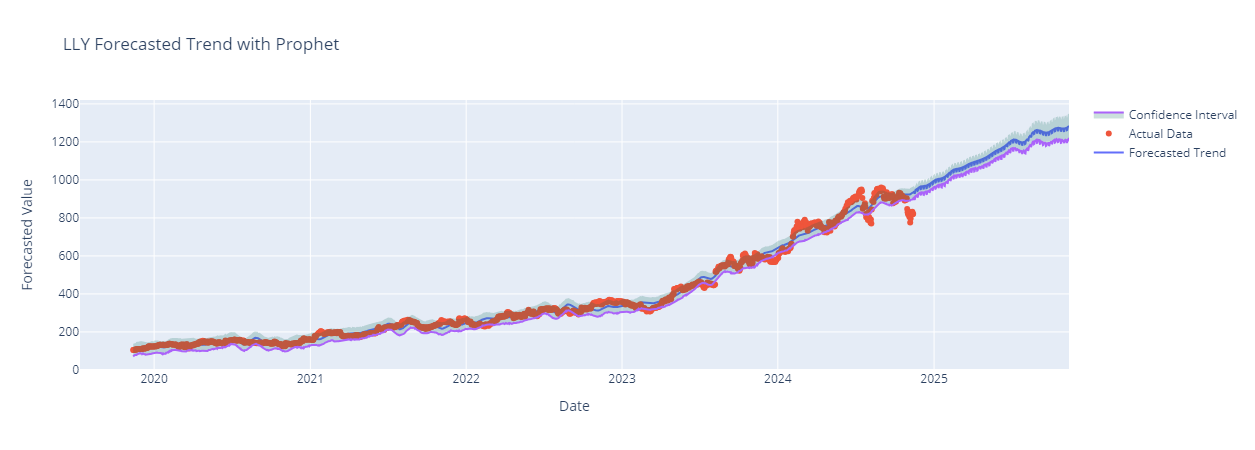 LLY Forecasted Trend with Prophet
1400
1200
1000
800
600
400
200
0
Forecasted Value
2020
2021
2022
2023
2024
2025
Date
Confidence Interval
Actual Data
Forecasted Trend